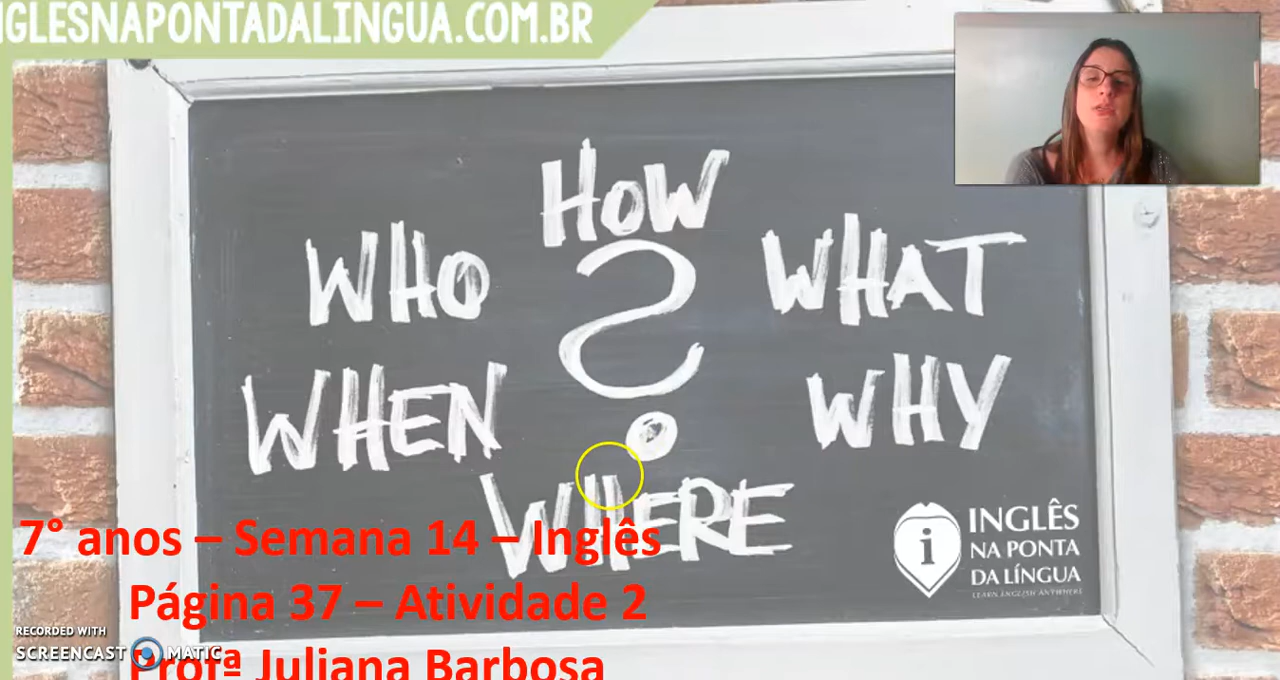 NGLESNAPONTADALINGUA.COM.BR
HOW
WHO
WHAT
?
WHEN
WHY
WHERE
INGLÊS
NA PONTA
DA LÍNGUA
LEARN ENGLISH ANYWHERE
7° anos – Semana 14 – Inglês
Página 37 – Atividade 2
Profª Juliana Barbosa
RECORDED WITH
SCREENCAST MATIC